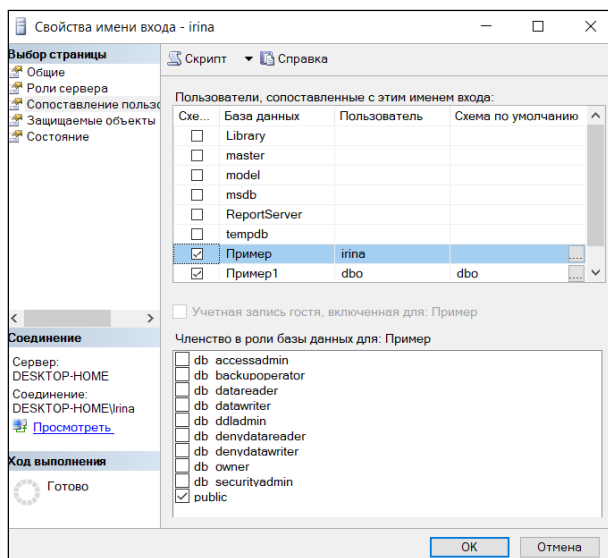 Свойства имени входа - irina
Выбор страницы
Общие
Роли сервера
Сопоставление пользо
Защищаемые объекты
Состояние
Скрипт
Справка
Пользователи, сопоставленные с этим именем входа:
Схе... База данных Пользователь Схема по умолчанию
Library
master
model
msdb
ReportServer
tempdb
Пример irina ...
Пример1 dbo dbo ...
Учетная запись гостя, включенная для: Пример
Членство в роли базы данных для: Пример
db_accessadmin
db_backupoperator
db_datareader
db_datawriter
db_ddladmin
db_denydatareader
db_denydatawriter
db_owner
db_securityadmin
public
Соединение
Сервер:
DESKTOP-HOME
Соединение:
DESKTOP-HOME\Irina
Просмотреть
Ход выполнения
Готово
OK Отмена